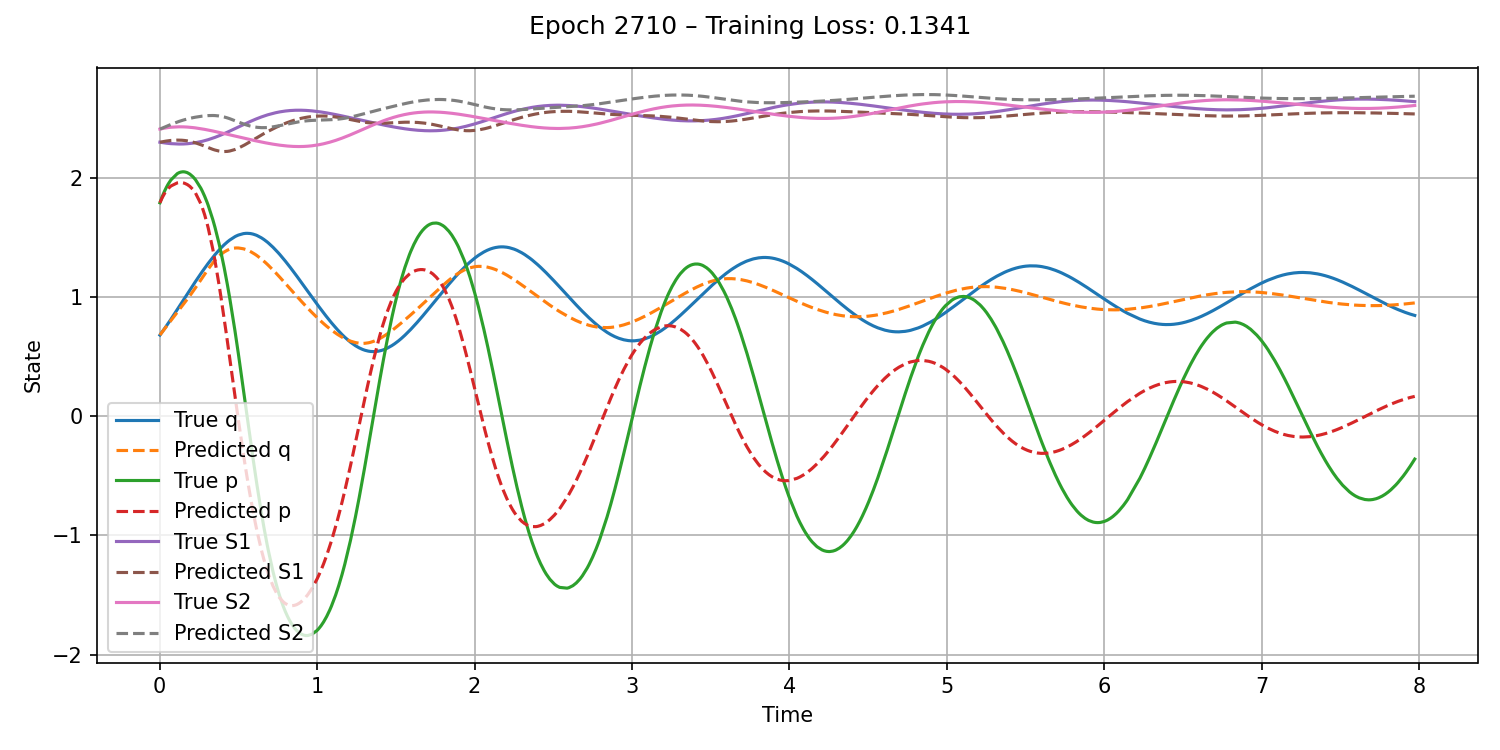 Epoch 2710 – Training Loss: 0.1341
State
2
1
0
−1
−2
True q
Predicted q
True p
Predicted p
True S1
Predicted S1
True S2
Predicted S2
0 1 2 3 4 5 6 7 8
Time